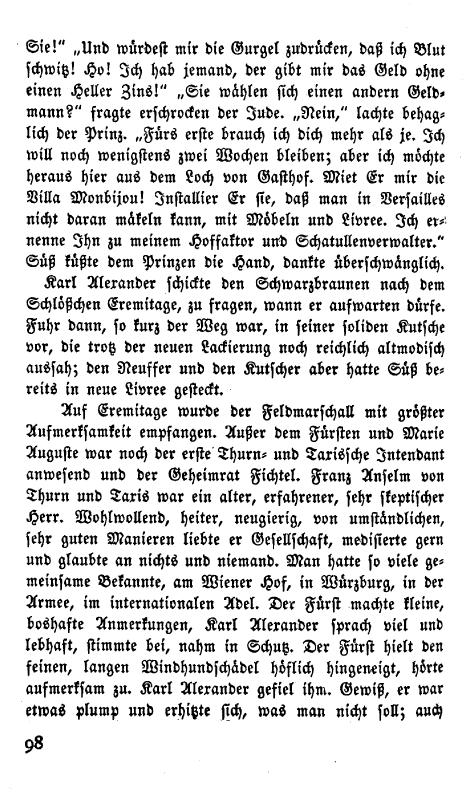 Sie!“ „Und würdest mir die Gurgel zudrücken, daß ich Blut
schwitz! Ho! Ich hab jemand, der gibt mir das Geld ohne
einen Heller Zins!“ „Sie wählen sich einen andern Geld-
mann?“ fragte erschrocken der Jude. „Nein,“ lachte behag-
lich der Prinz. „Fürs erste brauch ich dich mehr als je. Ich
will noch wenigstens zwei Wochen bleiben; aber ich möchte
heraus hier aus dem Loch von Gasthof. Miet Er mir die
Villa Monbijou! Installier Er sie, daß man in Versailles
nicht daran mäkeln kann, mit Möbeln und Livree. Ich er-
nenne Ihn zu meinem Hoffaktor und Schatullenverwalter.“
Süß küßte dem Prinzen die Hand, dankte überschwänglich.
Karl Alexander schickte den Schwarzbraunen nach dem
Schlößchen Eremitage, zu fragen, wann er aufwarten dürfe.
Fuhr dann, so kurz der Weg war, in seiner soliden Kutsche
vor, die trotz der neuen Lackierung noch reichlich altmodisch
aussah; den Neuffer und den Kutscher aber hatte Süß be-
reits in neue Livree gesteckt.
Auf Eremitage wurde der Feldmarschall mit größter
Aufmerksamkeit empfangen. Außer dem Fürsten und Marie
Auguste war noch der erste Thurn- und Taxissche Intendant
anwesend und der Geheimrat Fichtel. Franz Anselm von
Thurn und Taxis war ein alter, erfahrener, sehr skeptischer
Herr. Wohlwollend, heiter, neugierig, von umständlichen,
sehr guten Manieren liebte er Gesellschaft, medisierte gern
und glaubte an nichts und niemand. Man hatte so viele ge-
meinsame Bekannte, am Wiener Hof, in Würzburg, in der
Armee, im internationalen Adel. Der Fürst machte kleine,
boshafte Anmerkungen, Karl Alexander sprach viel und
lebhaft, stimmte bei, nahm in Schutz. Der Fürst hielt den
feinen, langen Windhundschädel höflich hingeneigt, hörte
aufmerksam zu. Karl Alexander gefiel ihm. Gewiß, er war
etwas plump und erhitzte sich, was man nicht soll; auch
98